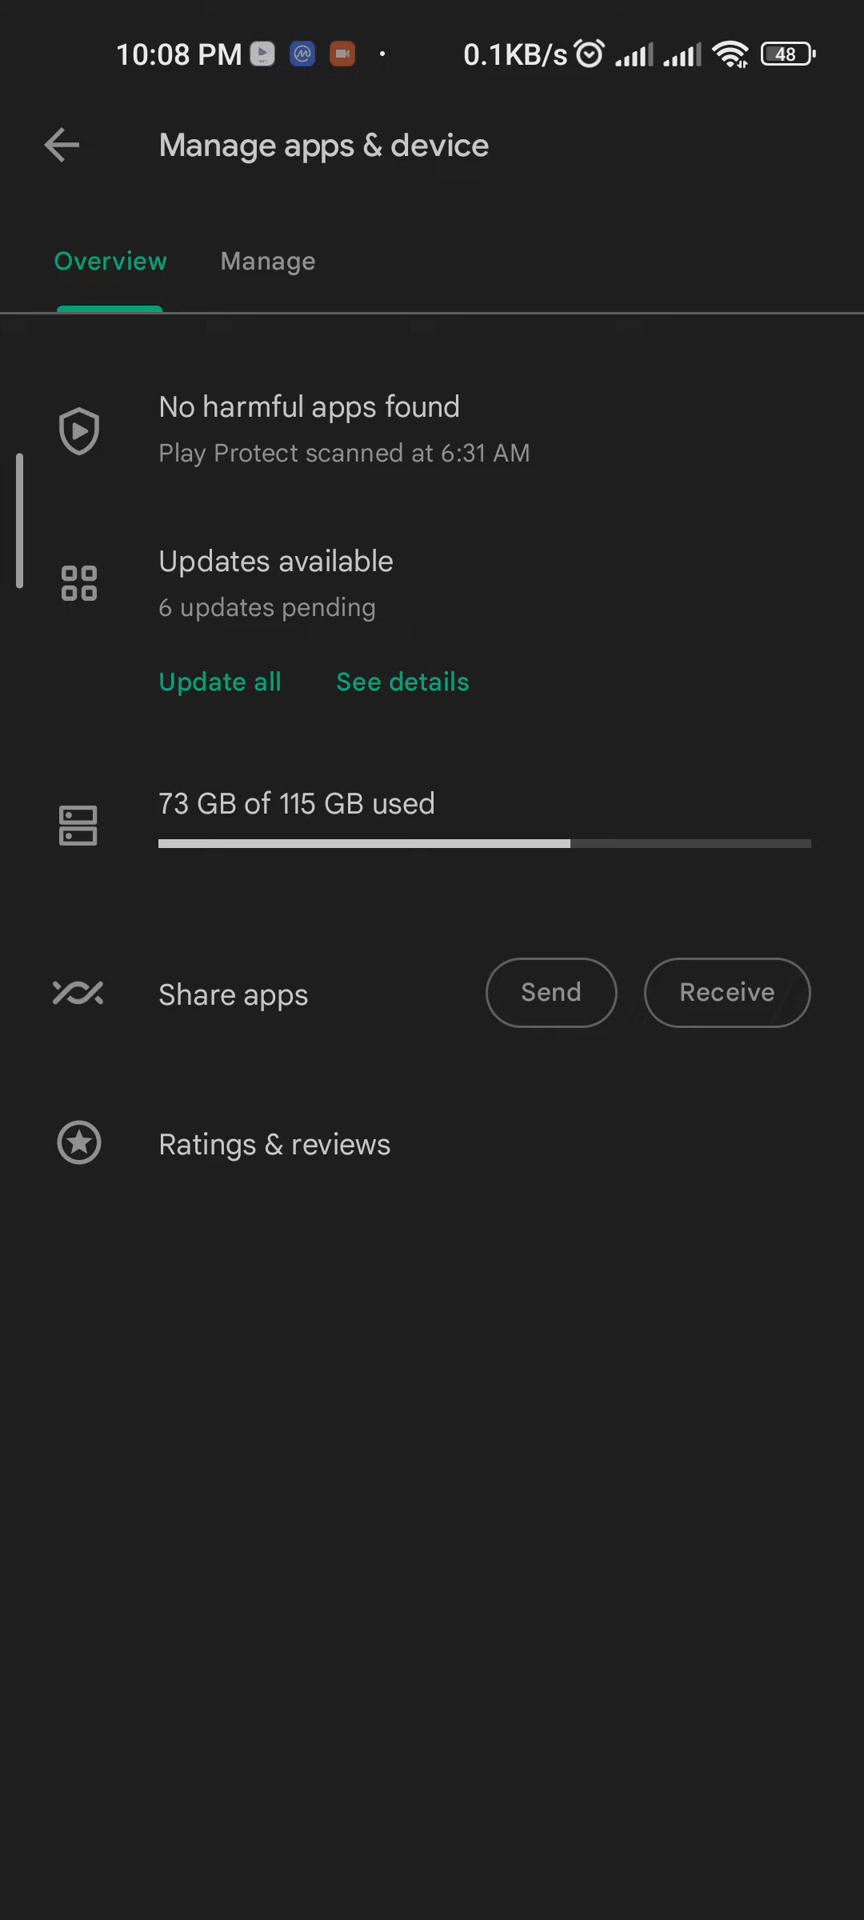 10:08 PM 0.1KB/s 48
Manage apps & device
Overview Manage
No harmful apps found
Play Protect scanned at 6:31 AM
Updates available
6 updates pending
Update all See details
73 GB of 115 GB used
Share apps Send Receive
Ratings & reviews